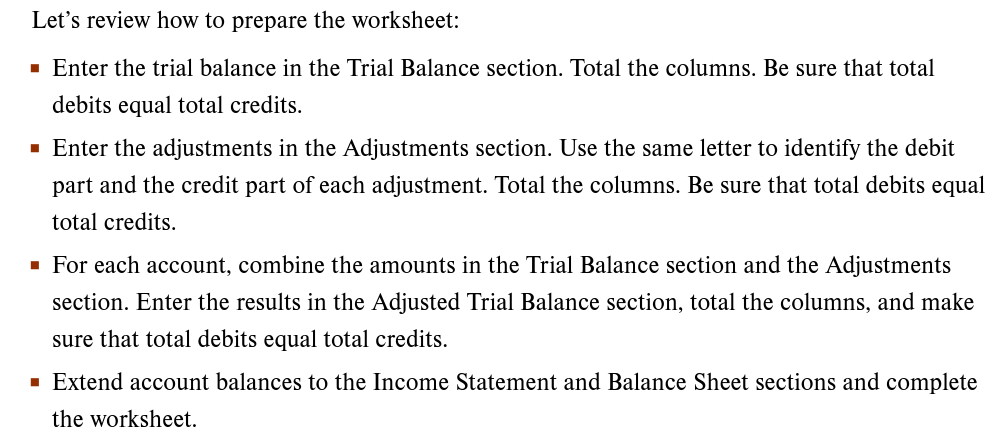 Let’s review how to prepare the worksheet:
▪ Enter the trial balance in the Trial Balance section. Total the columns. Be sure that total
debits equal total credits.
▪ Enter the adjustments in the Adjustments section. Use the same letter to identify the debit
part and the credit part of each adjustment. Total the columns. Be sure that total debits equal
total credits.
▪ For each account, combine the amounts in the Trial Balance section and the Adjustments
section. Enter the results in the Adjusted Trial Balance section, total the columns, and make
sure that total debits equal total credits.
▪ Extend account balances to the Income Statement and Balance Sheet sections and complete
the worksheet.